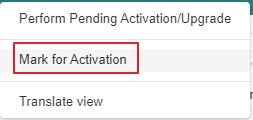 Perform Pending Activation/Upgrade
Mark for Activation
Translate view